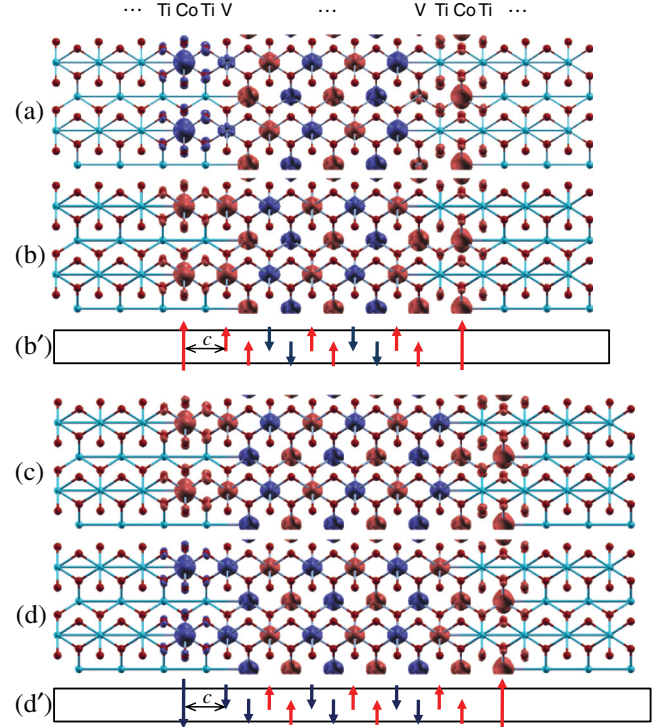 ⋯ Ti Co Ti V ⋯ V Ti Co Ti ⋯
(a)
(b)
(b′) c
(c)
(d)
(d′) c